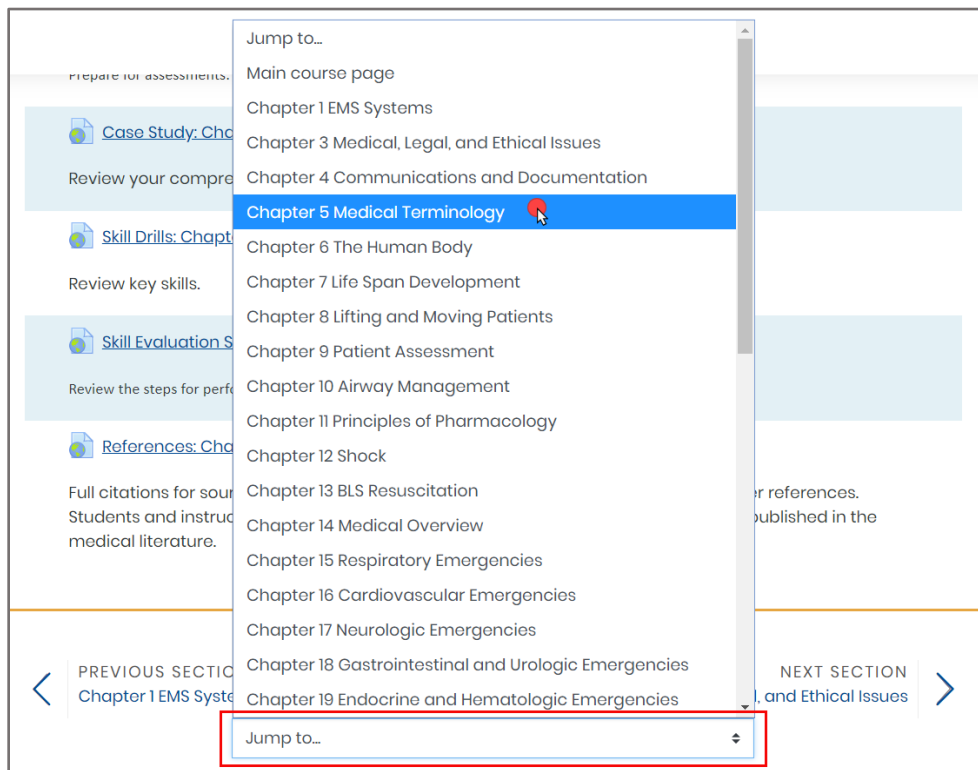 Jump to...
Main course page
Prepare for assessments.
Chapter 1 EMS Systems
Case Study: Cha
Chapter 3 Medical, Legal, and Ethical Issues
Review your compre
Chapter 4 Communications and Documentation
Chapter 5 Medical Terminology
Skill Drills: Chapt
Chapter 6 The Human Body
Review key skills.
Chapter 7 Life Span Development
Chapter 8 Lifting and Moving Patients
Skill Evaluation S
Chapter 9 Patient Assessment
Review the steps for perfo
Chapter 10 Airway Management
Chapter 11 Principles of Pharmacology
References: Cha
Chapter 12 Shock
Full citations for sour
Chapter 13 BLS Resuscitation
r references.
Students and instruc
Chapter 14 Medical Overview
published in the
medical literature.
Chapter 15 Respiratory Emergencies
Chapter 16 Cardiovascular Emergencies
Chapter 17 Neurologic Emergencies
PREVIOUS SECTIO
Chapter 18 Gastrointestinal and Urologic Emergencies
NEXT SECTION
Chapter 1 EMS Syste
Chapter 19 Endocrine and Hematologic Emergencies
, and Ethical Issues
Jump to...